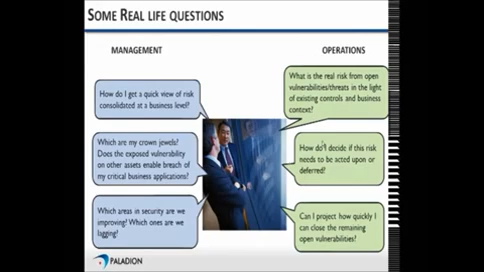 SOME REAL LIFE QUESTIONS
MANAGEMENT
OPERATIONS
How do I get a quick view of risk
consolidated at a business level?
What is the real risk from open
vulnerabilities/threats in the light
of existing controls and business
context?
Which are my crown jewels?
Does the exposed vulnerability
on other assets enable breach of
my critical business applications?
How do I decide if this risk
needs to be acted upon or
deferred?
Which areas in security are we
improving? Which ones are we
lagging?
Can I project how quickly I
can close the remaining
open vulnerabilities?
PALADION